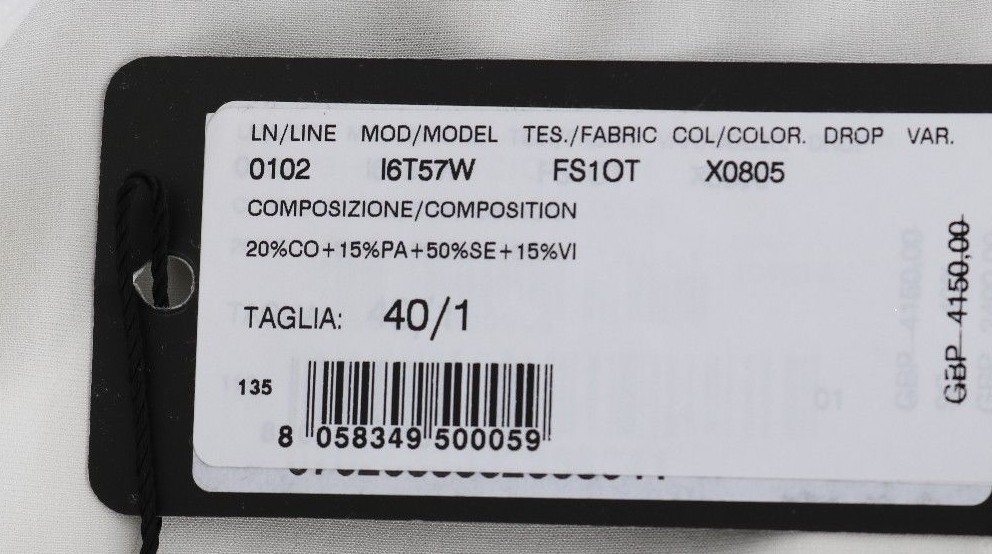 LN/LINE MOD/MODEL TES./FABRIC COL/COLOR. DROP VAR.
0102 I6T57W FS1OT X0805
COMPOSIZIONE/COMPOSITION
20%CO+15%PA+50%SE+15%VI
TAGLIA: 40/1
135
8 058349 500059
GBP 4150,00